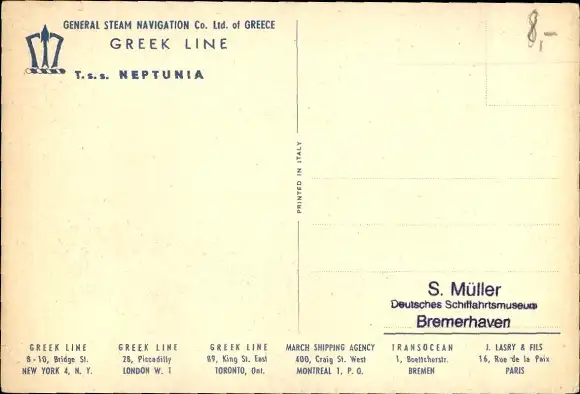 GENERAL STEAM NAVIGATION Co. Ltd. of GREECE
GREEK LINE
T.s.s. NEPTUNIA
8,-
PRINTED IN ITALY
S. Müller
Deutsches Schiffahrtsmuseum
Bremerhaven
GREEK LINE
8-10, Bridge St.
NEW YORK 4, N. Y.
GREEK LINE
28, Piccadilly
LONDON W. 1
GREEK LINE
89, King St. East
TORONTO, Ont.
MARCH SHIPPING AGENCY
400, Craig St. West
MONTREAL 1, P. Q.
TRANSOCEAN
1, Boettcherstr.
BREMEN
J. LASRY & FILS
16, Rue de la Paix
PARIS